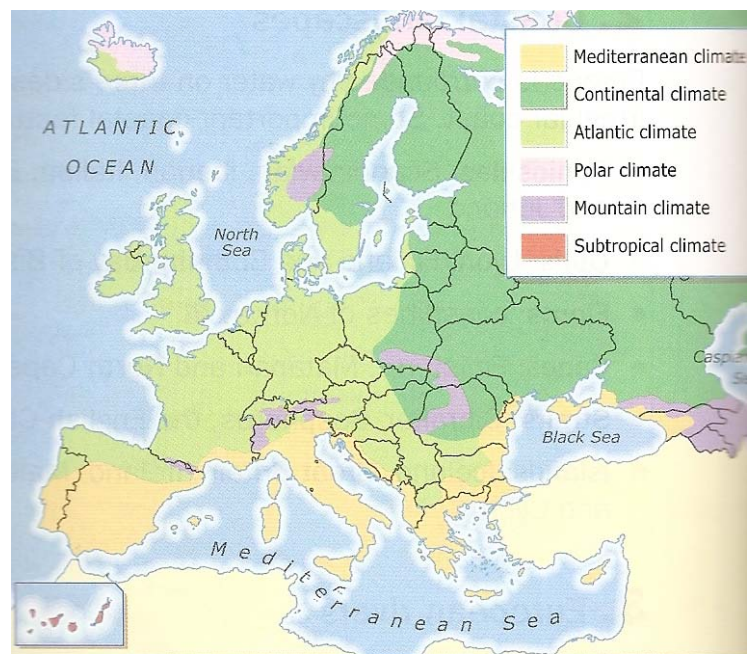 Mediterranean climate
Continental climate
Atlantic climate
Polar climate
Mountain climate
Subtropical climate
ATLANTIC
OCEAN
North
Sea
Black Sea
Mediterranean Sea